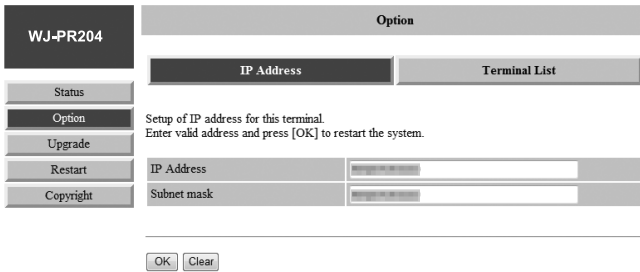 WJ-PR204
Status
Option
Upgrade
Restart
Copyright
Option
IP Address
Terminal List
Setup of IP address for this terminal.
Enter valid address and press [OK] to restart the system.
IP Address
Subnet mask
OK
Clear